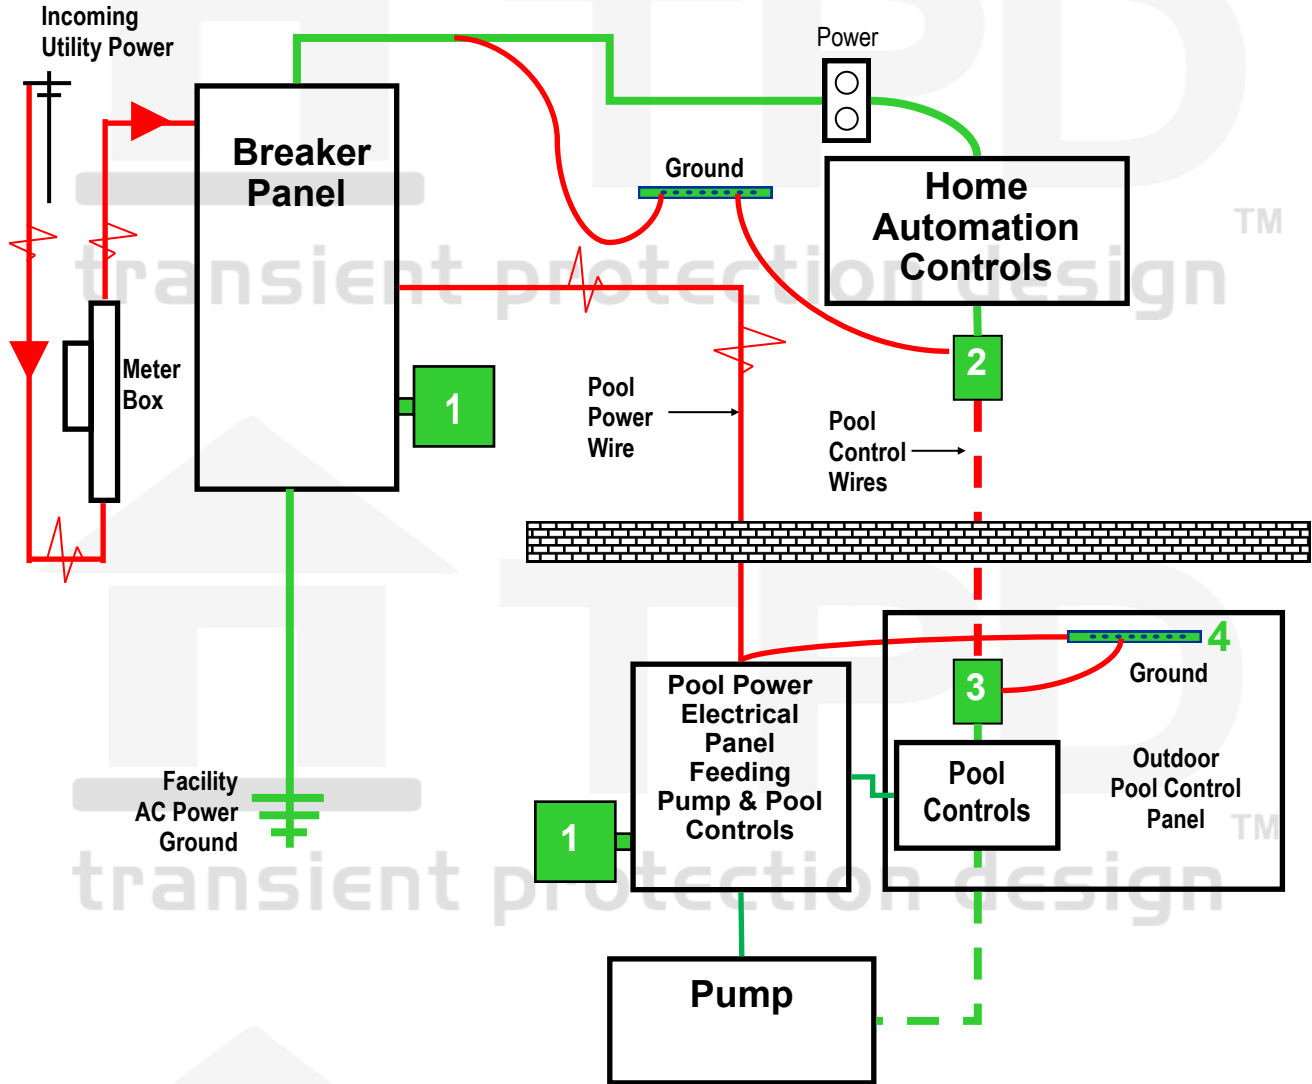 Incoming
Utility Power
Power
Breaker
Panel
Ground
Home
Automation
Controls
TM
transient protection design
2
Meter
Box
1
Pool
Power
Wire
Pool
Control
Wires
TPD
4
Ground
3
Pool Power
Electrical
Panel
Feeding
Pump & Pool
Controls
Pool
Controls
Outdoor
Pool Control
Panel
Facility
AC Power
Ground
1
TM
transient protection design
Pump
TPD